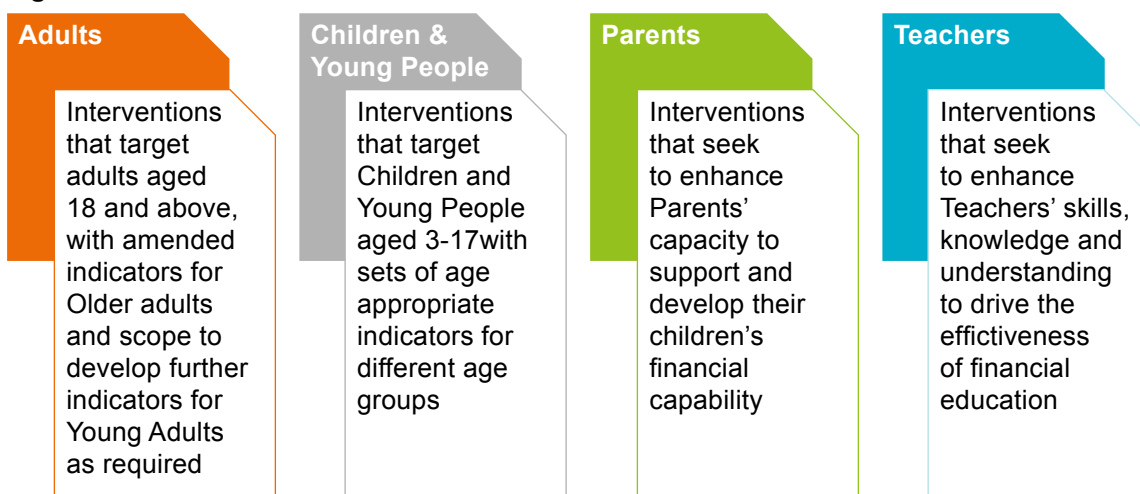 Adults
Interventions
that target
adults aged
18 and above,
with amended
indicators for
Older adults
and scope to
develop further
indicators for
Young Adults
as required
Children &
Young People
Interventions
that target
Children and
Young People
aged 3-17with
sets of age
appropriate
indicators for
different age
groups
Parents
Interventions
that seek
to enhance
Parents’
capacity to
support and
develop their
children’s
financial
capability
Teachers
Interventions
that seek
to enhance
Teachers’ skills,
knowledge and
understanding
to drive the
effictiveness
of financial
education